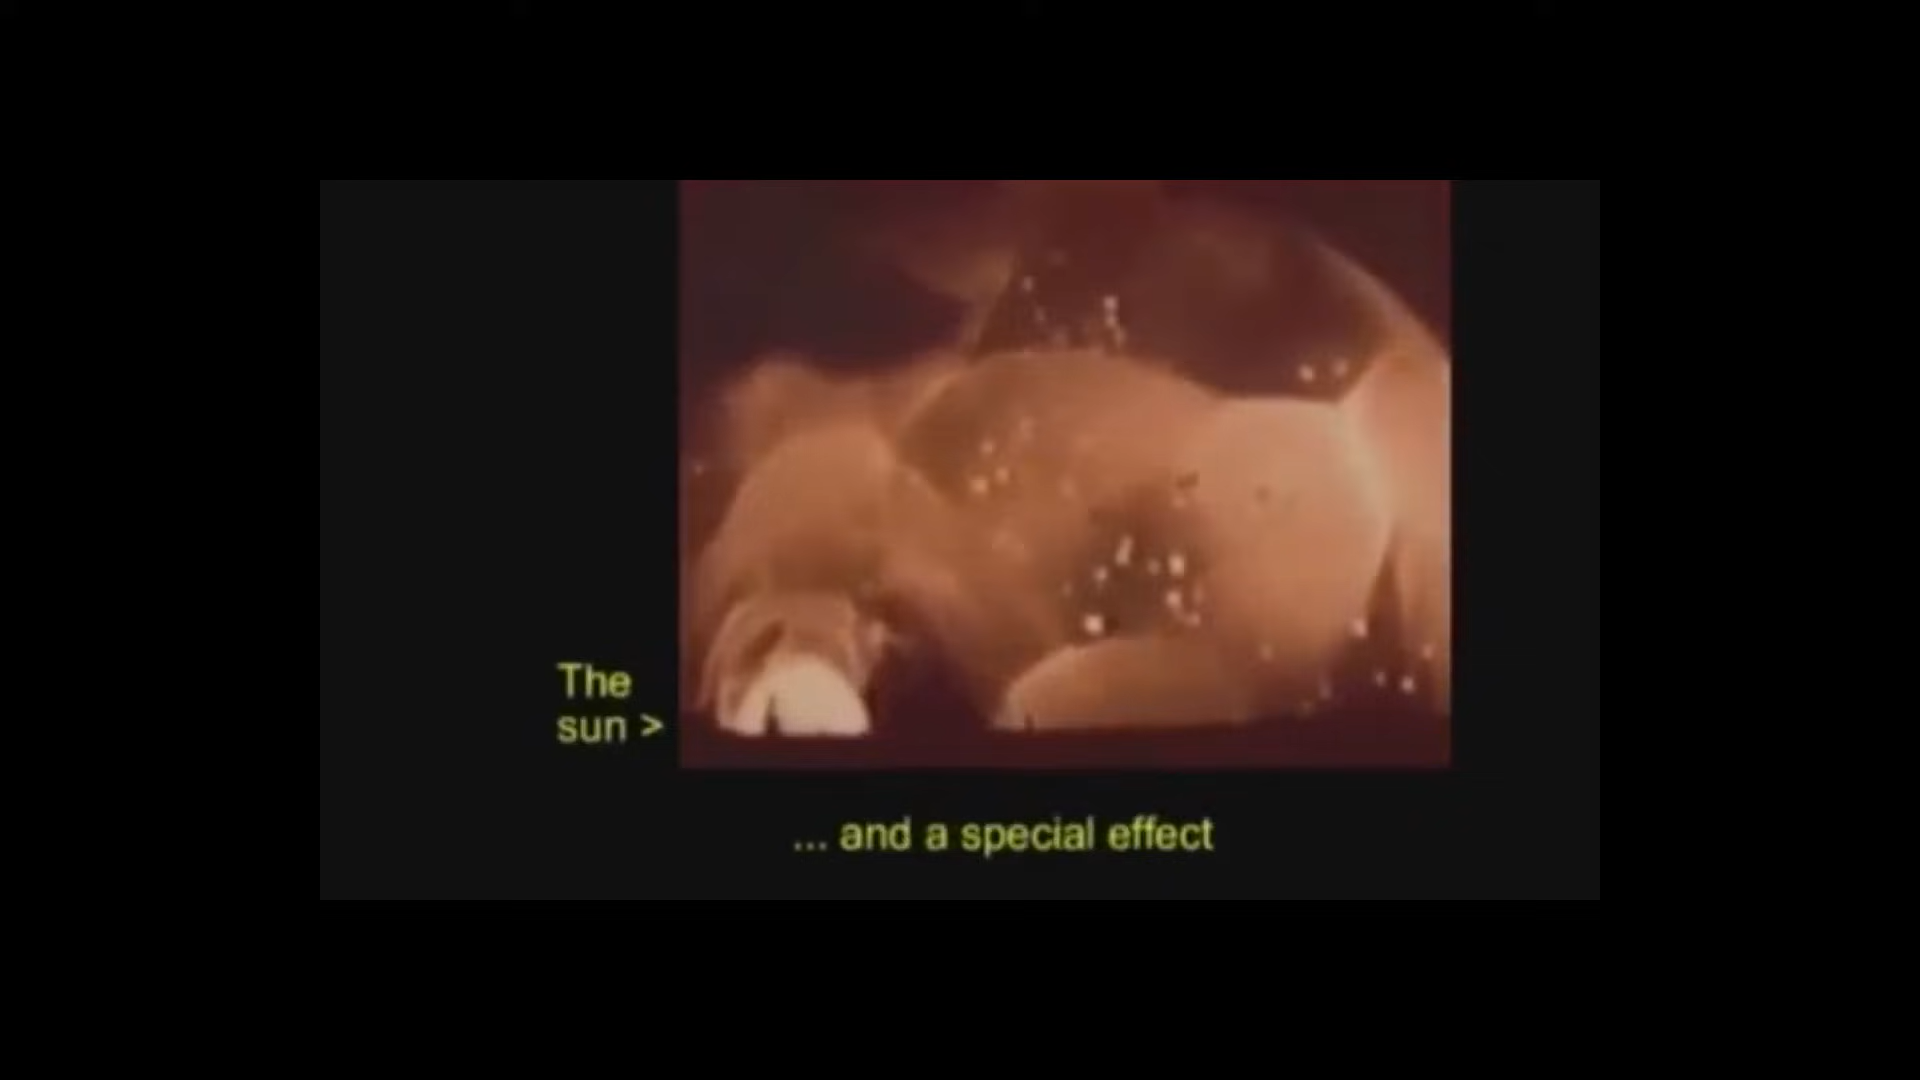 The
sun >
... and a special effect